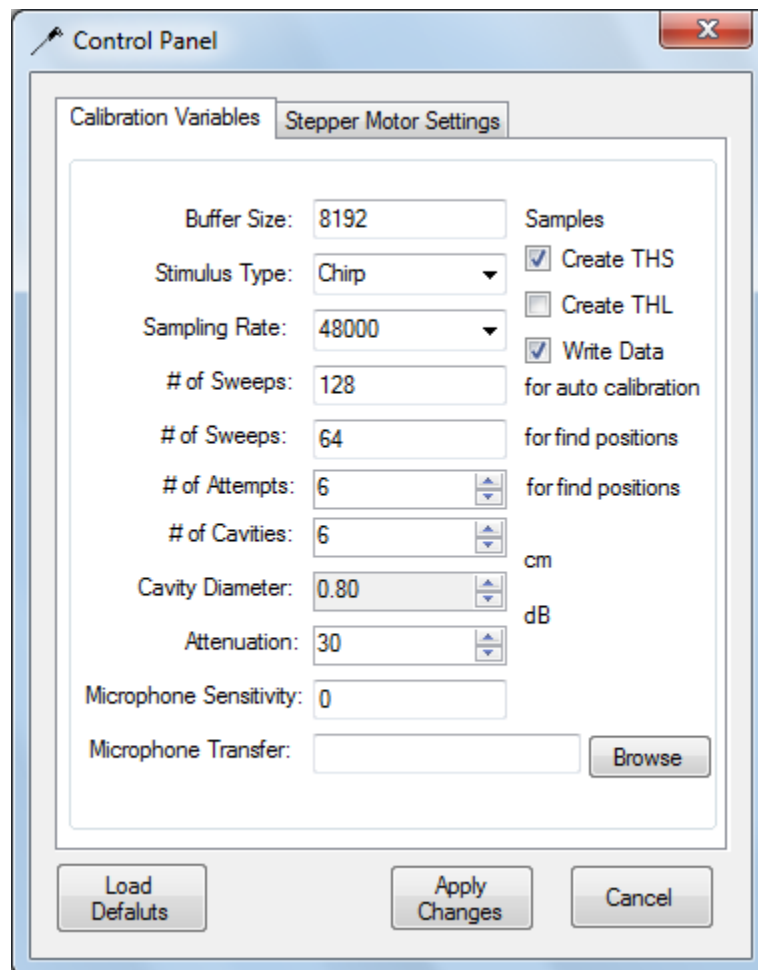 Control Panel
X
Calibration Variables Stepper Motor Settings
Buffer Size: 8192 Samples
Stimulus Type: Chirp Create THS
Sampling Rate: 48000 Create THL
Write Data
# of Sweeps: 128 for auto calibration
# of Sweeps: 64 for find positions
# of Attempts: 6 for find positions
# of Cavities: 6
cm
Cavity Diameter: 0.80
dB
Attenuation: 30
Microphone Sensitivity: 0
Microphone Transfer: Browse
Load Apply Cancel
Defaluts Changes